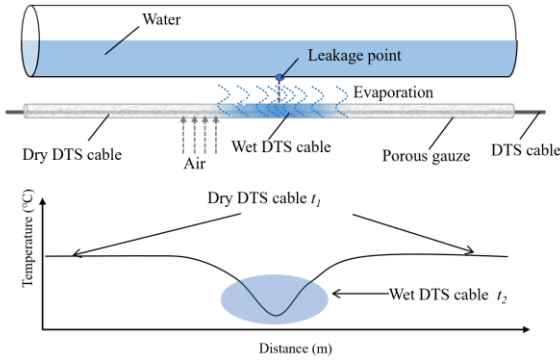 Water
Leakage point
Evaporation
Dry DTS cable
Air
Wet DTS cable
Porous gauze
DTS
cable
Temperature (℃)
Dry DTS cable t₁
Wet DTS cable t₂
Distance (m)